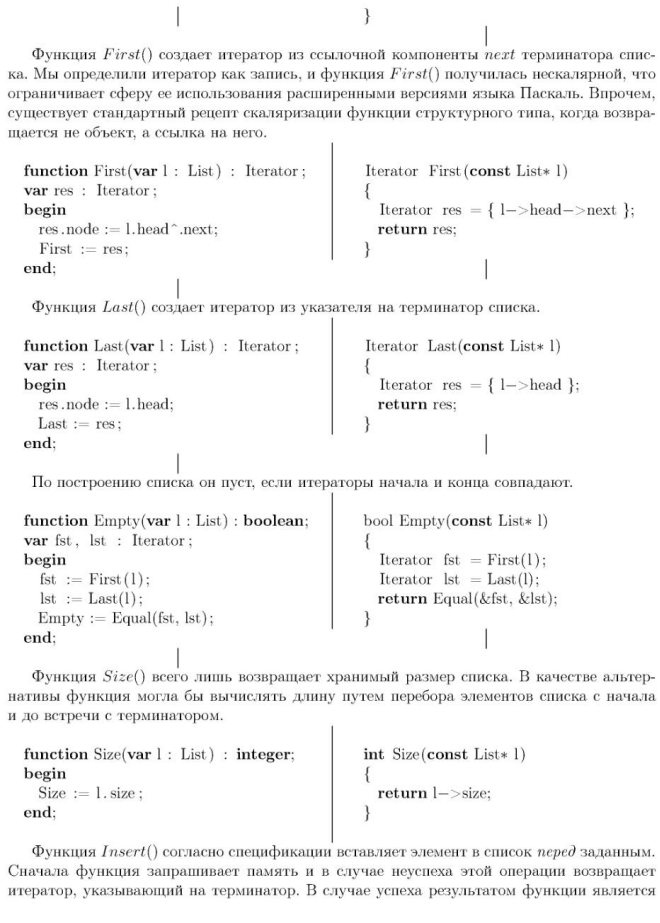 }
Функция First() создает итератор из ссылочной компоненты next терминатора спис-
ка. Мы определили итератор как запись, и функция First() получилась нескалярной, что
ограничивает сферу ее использования расширенными версиями языка Паскаль. Впрочем,
существует стандартный рецепт скаляризации функции структурного типа, когда возвра-
щается не объект, а ссылка на него.
function First(var l : List) : Iterator;
var res : Iterator;
begin
res.node := l.head^.next;
First := res;
end;
Iterator First(const List* l)
{
Iterator res = { l->head->next };
return res;
}
Функция Last() создает итератор из указателя на терминатор списка.
function Last(var l : List) : Iterator;
var res : Iterator;
begin
res.node := l.head;
Last := res;
end;
Iterator Last(const List* l)
{
Iterator res = { l->head };
return res;
}
По построению списка он пуст, если итераторы начала и конца совпадают.
function Empty(var l : List) : boolean;
var fst, lst : Iterator;
begin
fst := First(l);
lst := Last(l);
Empty := Equal(fst, lst);
end;
bool Empty(const List* l)
{
Iterator fst = First(l);
Iterator lst = Last(l);
return Equal(&fst, &lst);
}
Функция Size() всего лишь возвращает хранимый размер списка. В качестве альтер-
нативы функция могла бы вычислять длину путем перебора элементов списка с начала
и до встречи с терминатором.
function Size(var l : List) : integer;
begin
Size := l.size;
end;
int Size(const List* l)
{
return l->size;
}
Функция Insert() согласно спецификации вставляет элемент в список перед заданным.
Сначала функция запрашивает память и в случае неуспеха этой операции возвращает
итератор, указывающий на терминатор. В случае успеха результатом функции является